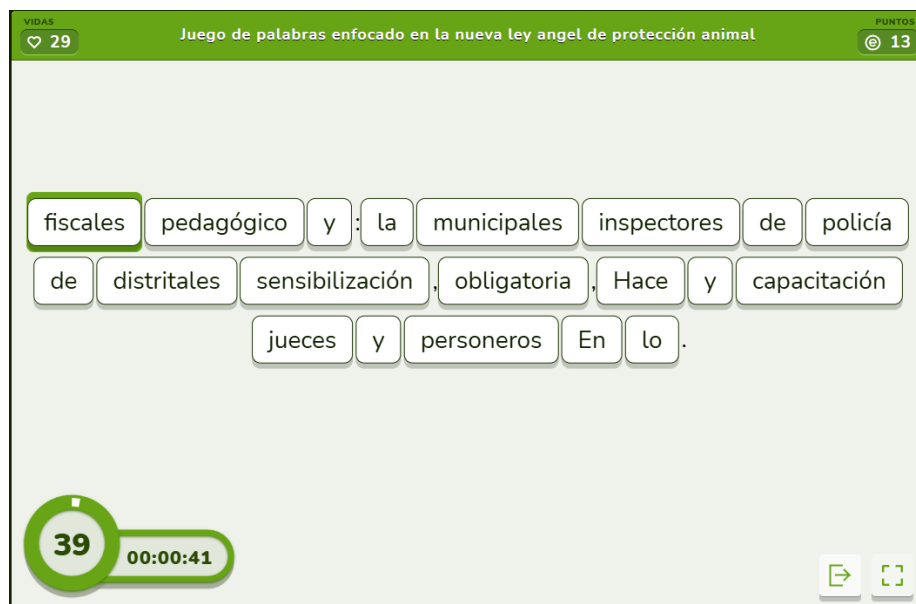 VIDAS
29
Juego de palabras enfocado en la nueva ley angel de protección animal
PUNTOS
13
fiscales pedagógico y : la municipales inspectores de policía
de distritales sensibilización , obligatoria , Hace y capacitación
jueces y personeros En lo .
39
00:00:41